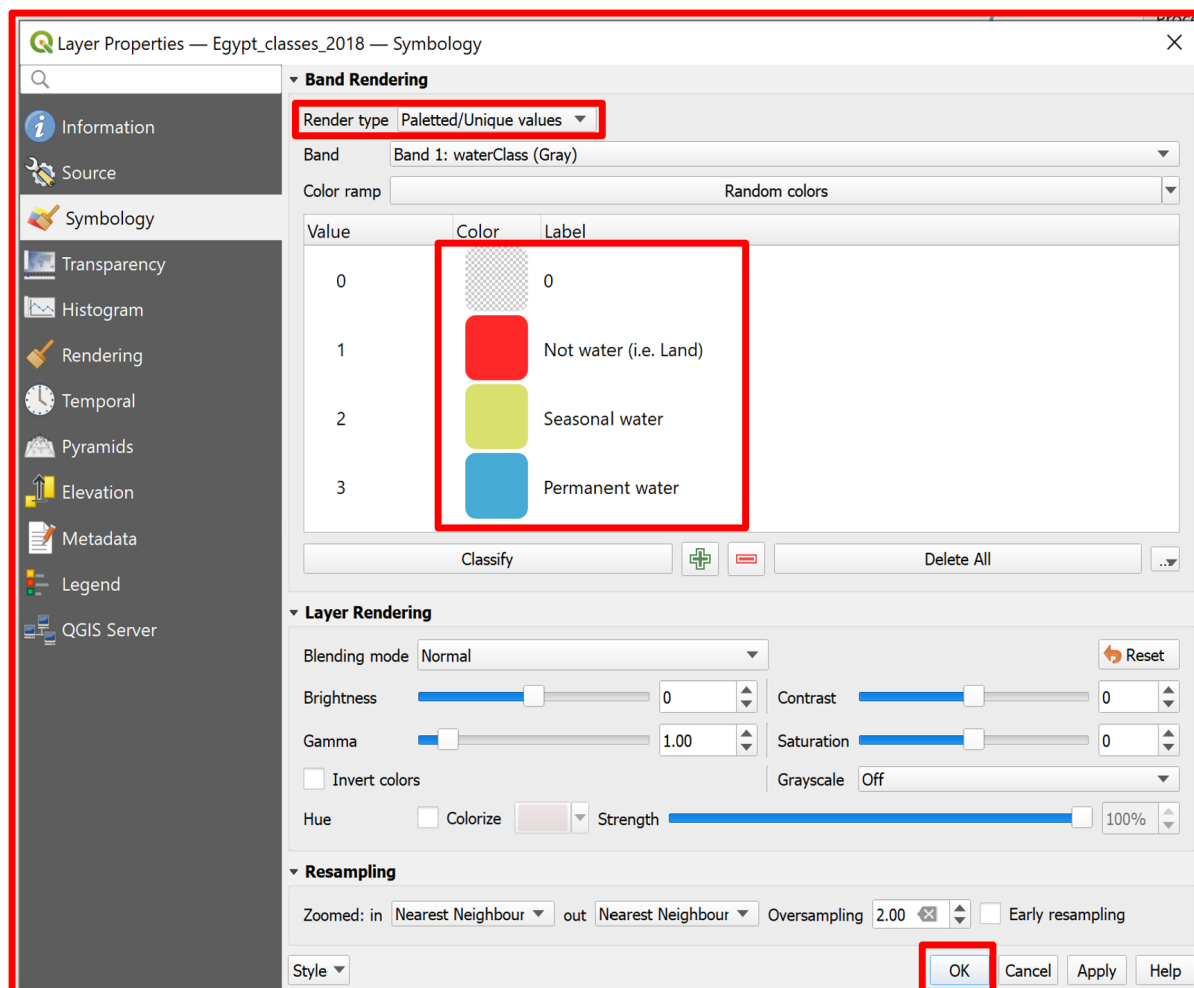 Proce
Layer Properties — Egypt_classes_2018 — Symbology
Information
Source
Symbology
Transparency
Histogram
Rendering
Temporal
Pyramids
Elevation
Metadata
Legend
QGIS Server
Band Rendering
Render type Paletted/Unique values
Band Band 1: waterClass (Gray)
Color ramp Random colors
Value Color Label
0 0
1 Not water (i.e. Land)
2 Seasonal water
3 Permanent water
Classify Delete All ...
Layer Rendering
Blending mode Normal Reset
Brightness 0 Contrast 0
Gamma 1.00 Saturation 0
Invert colors Grayscale Off
Hue Colorize Strength 100%
Resampling
Zoomed: in Nearest Neighbour out Nearest Neighbour Oversampling 2.00 Early resampling
Style OK Cancel Apply Help